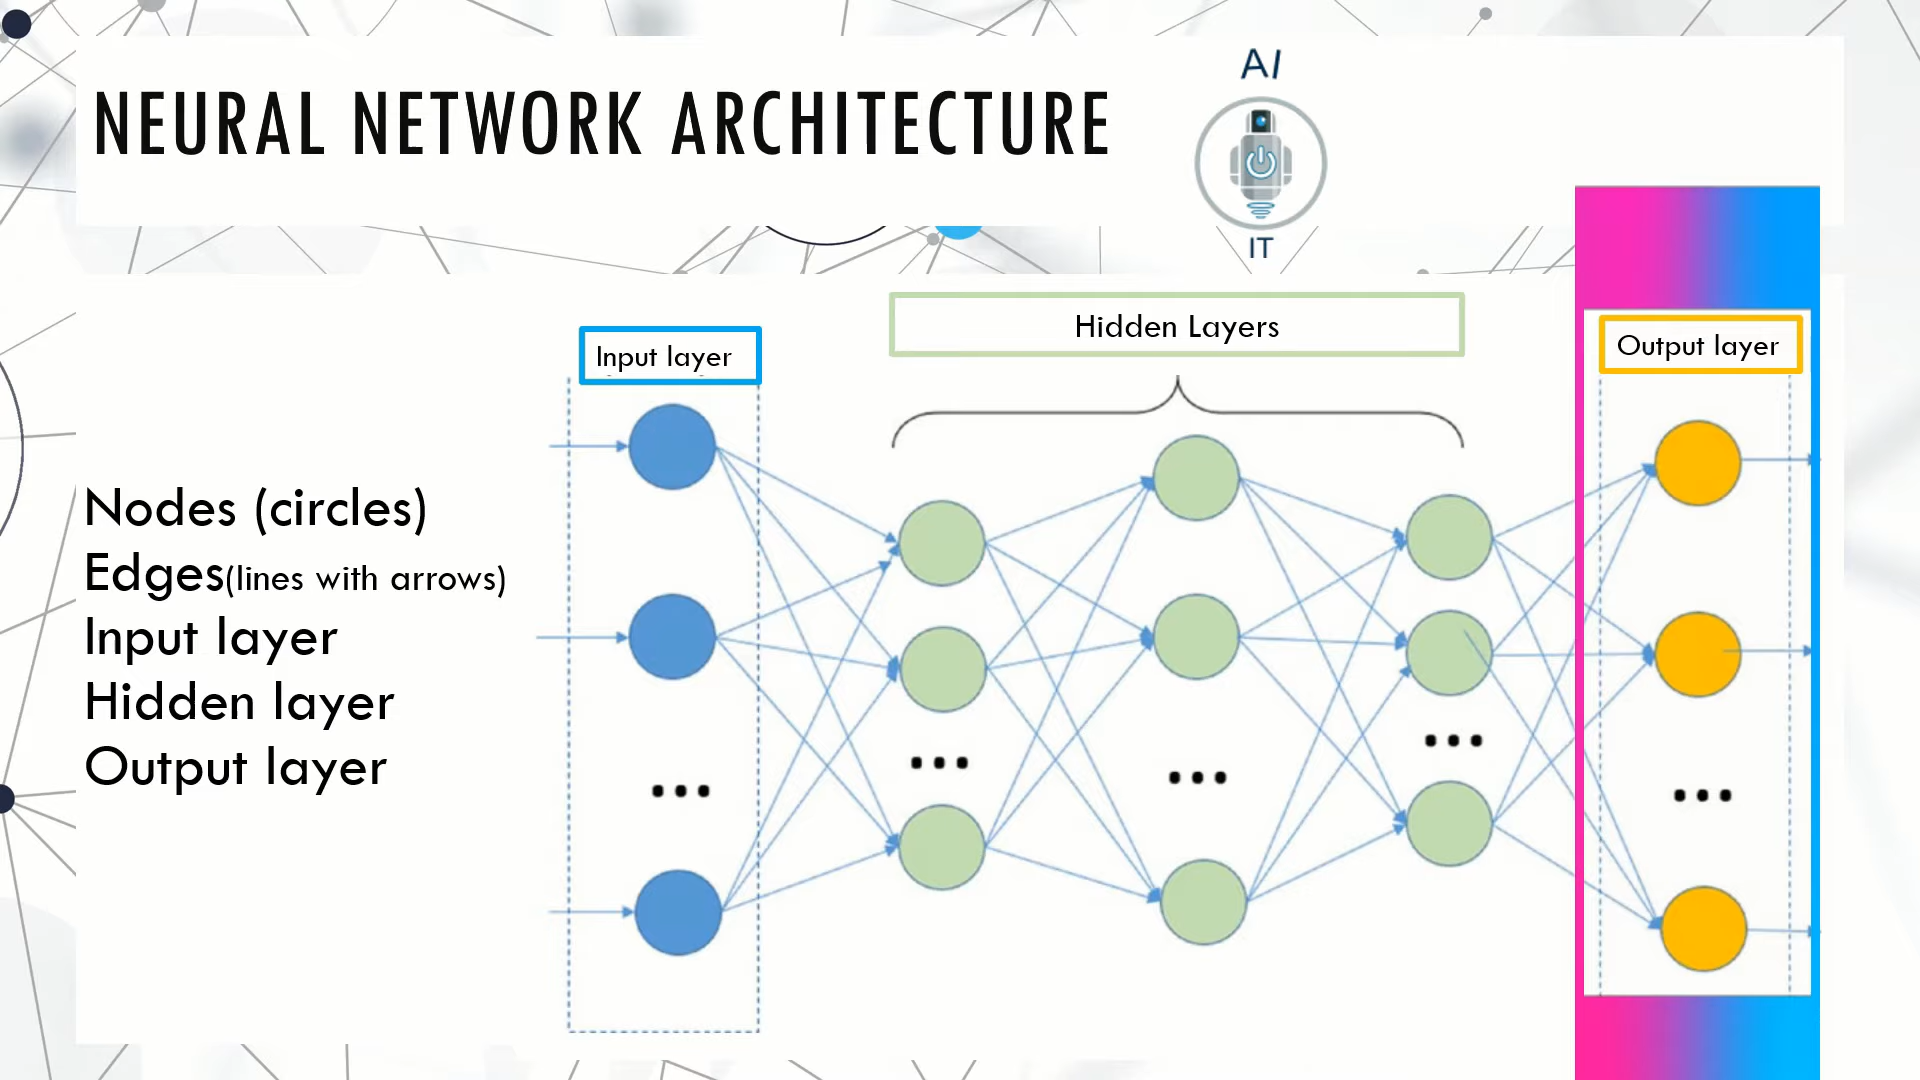 NEURAL NETWORK ARCHITECTURE
AI
IT
Hidden Layers
Input layer
Output layer
Nodes (circles)
Edges(lines with arrows)
Input layer
Hidden layer
Output layer